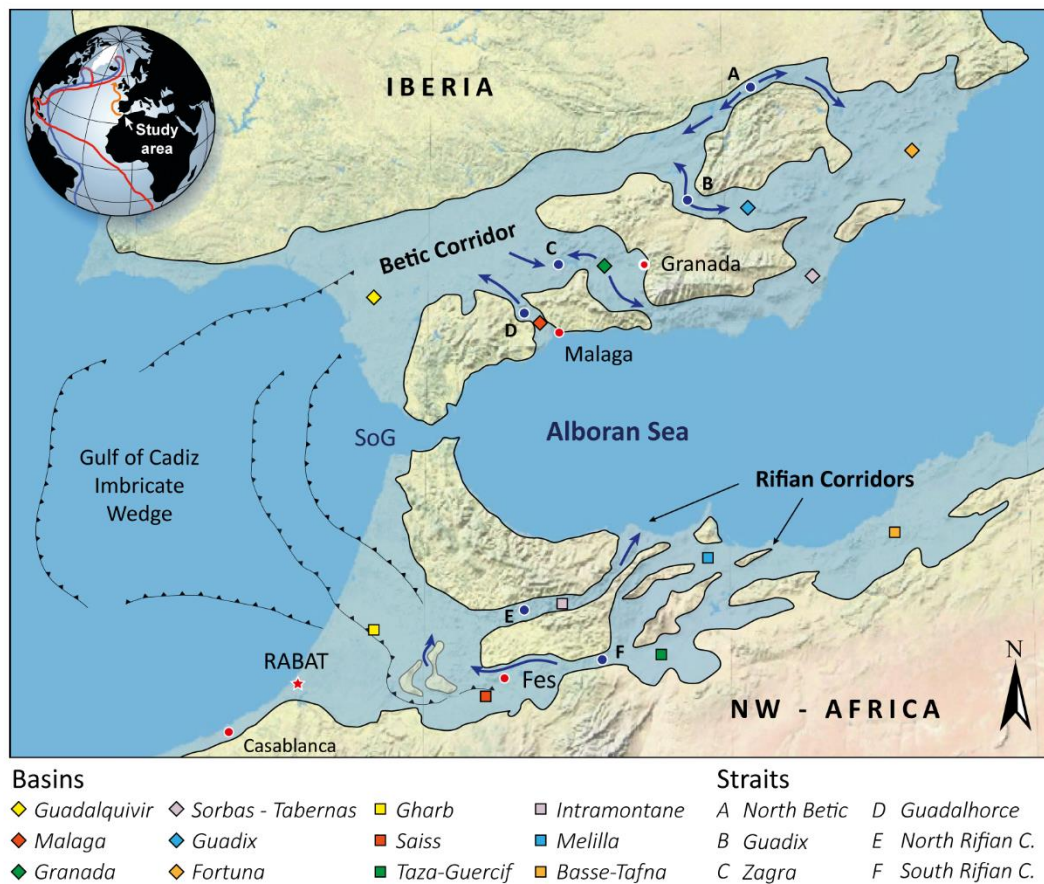 Study
area
IBERIA
A
B
Betic Corridor
C
Granada
D
Malaga
SoG
Alboran Sea
Gulf of Cadiz
Imbricate
Wedge
Rifian Corridors
E
F
RABAT
Fes
N
NW - AFRICA
Casablanca
Basins
Guadalquivir
Malaga
Granada
Sorbas - Tabernas
Guadix
Fortuna
Gharb
Saiss
Taza-Guercif
Intramontane
Melilla
Basse-Tafna
Straits
A North Betic
B Guadix
C Zagra
D Guadalhorce
E North Rifian C.
F South Rifian C.